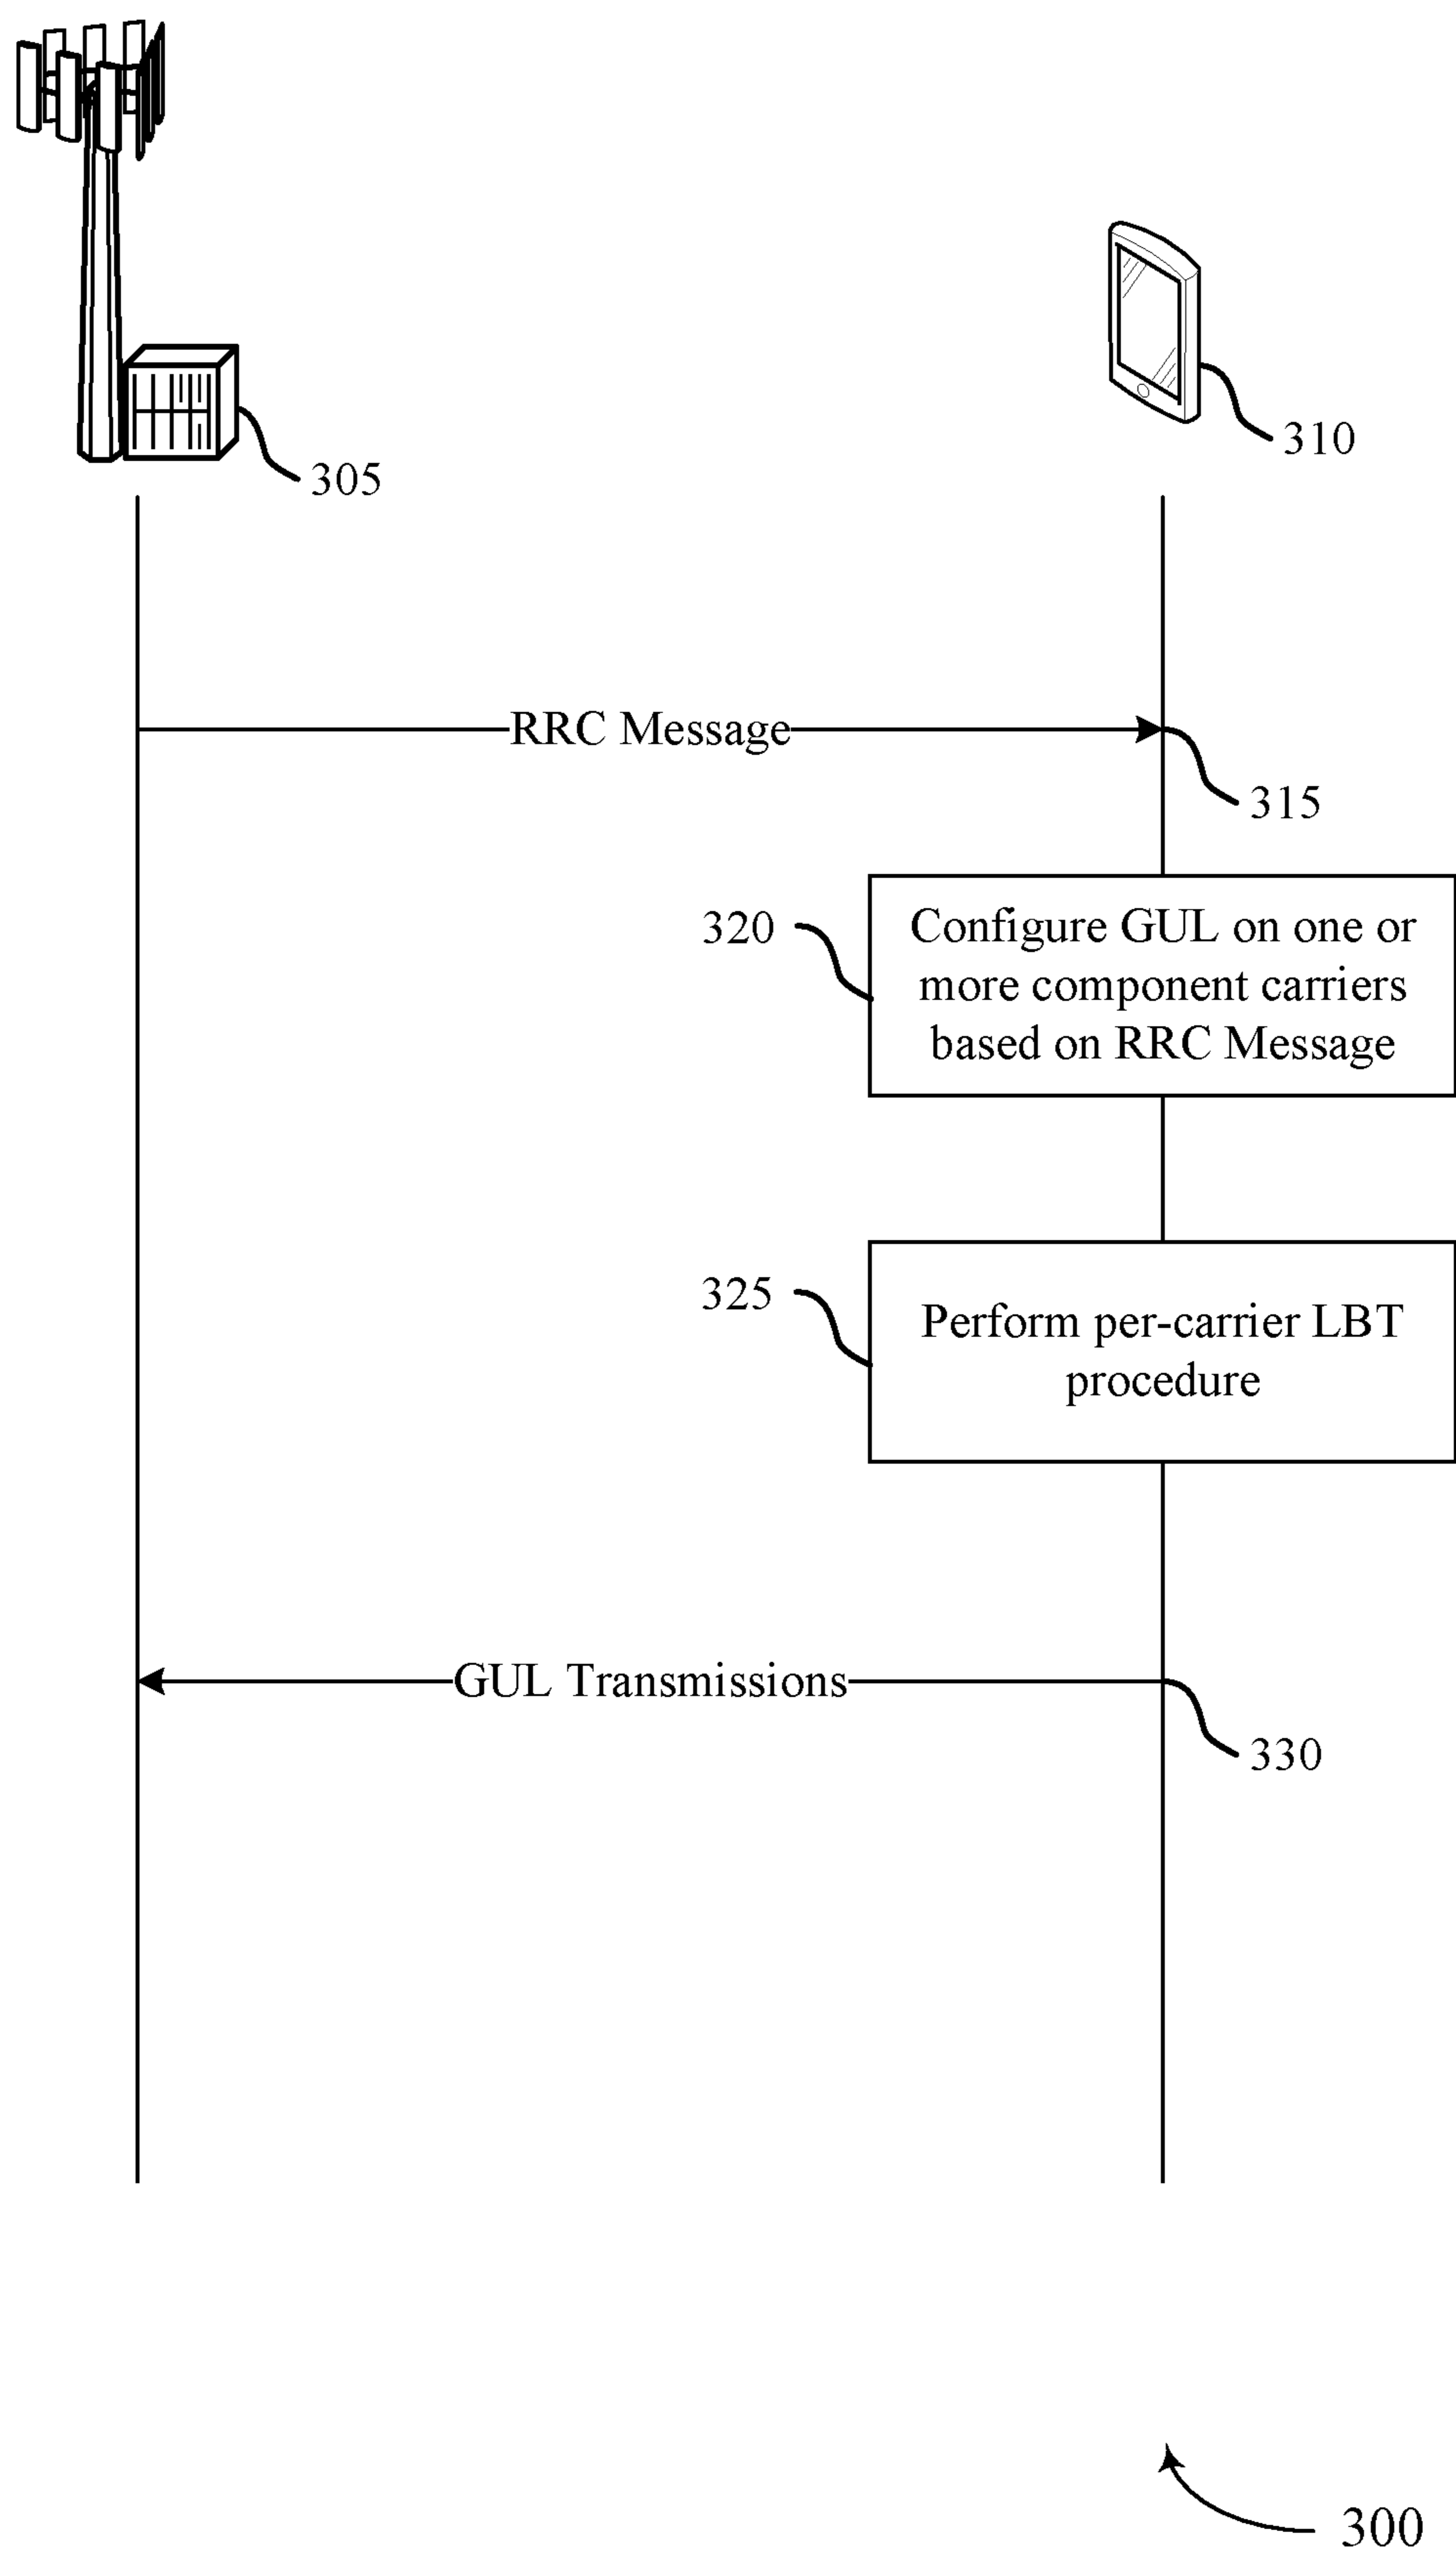 310
305
RRC Message
315
320
Configure GUL on one or
more component carriers
based on RRC Message
325
Perform per-carrier LBT
procedure
GUL Transmissions
330
300